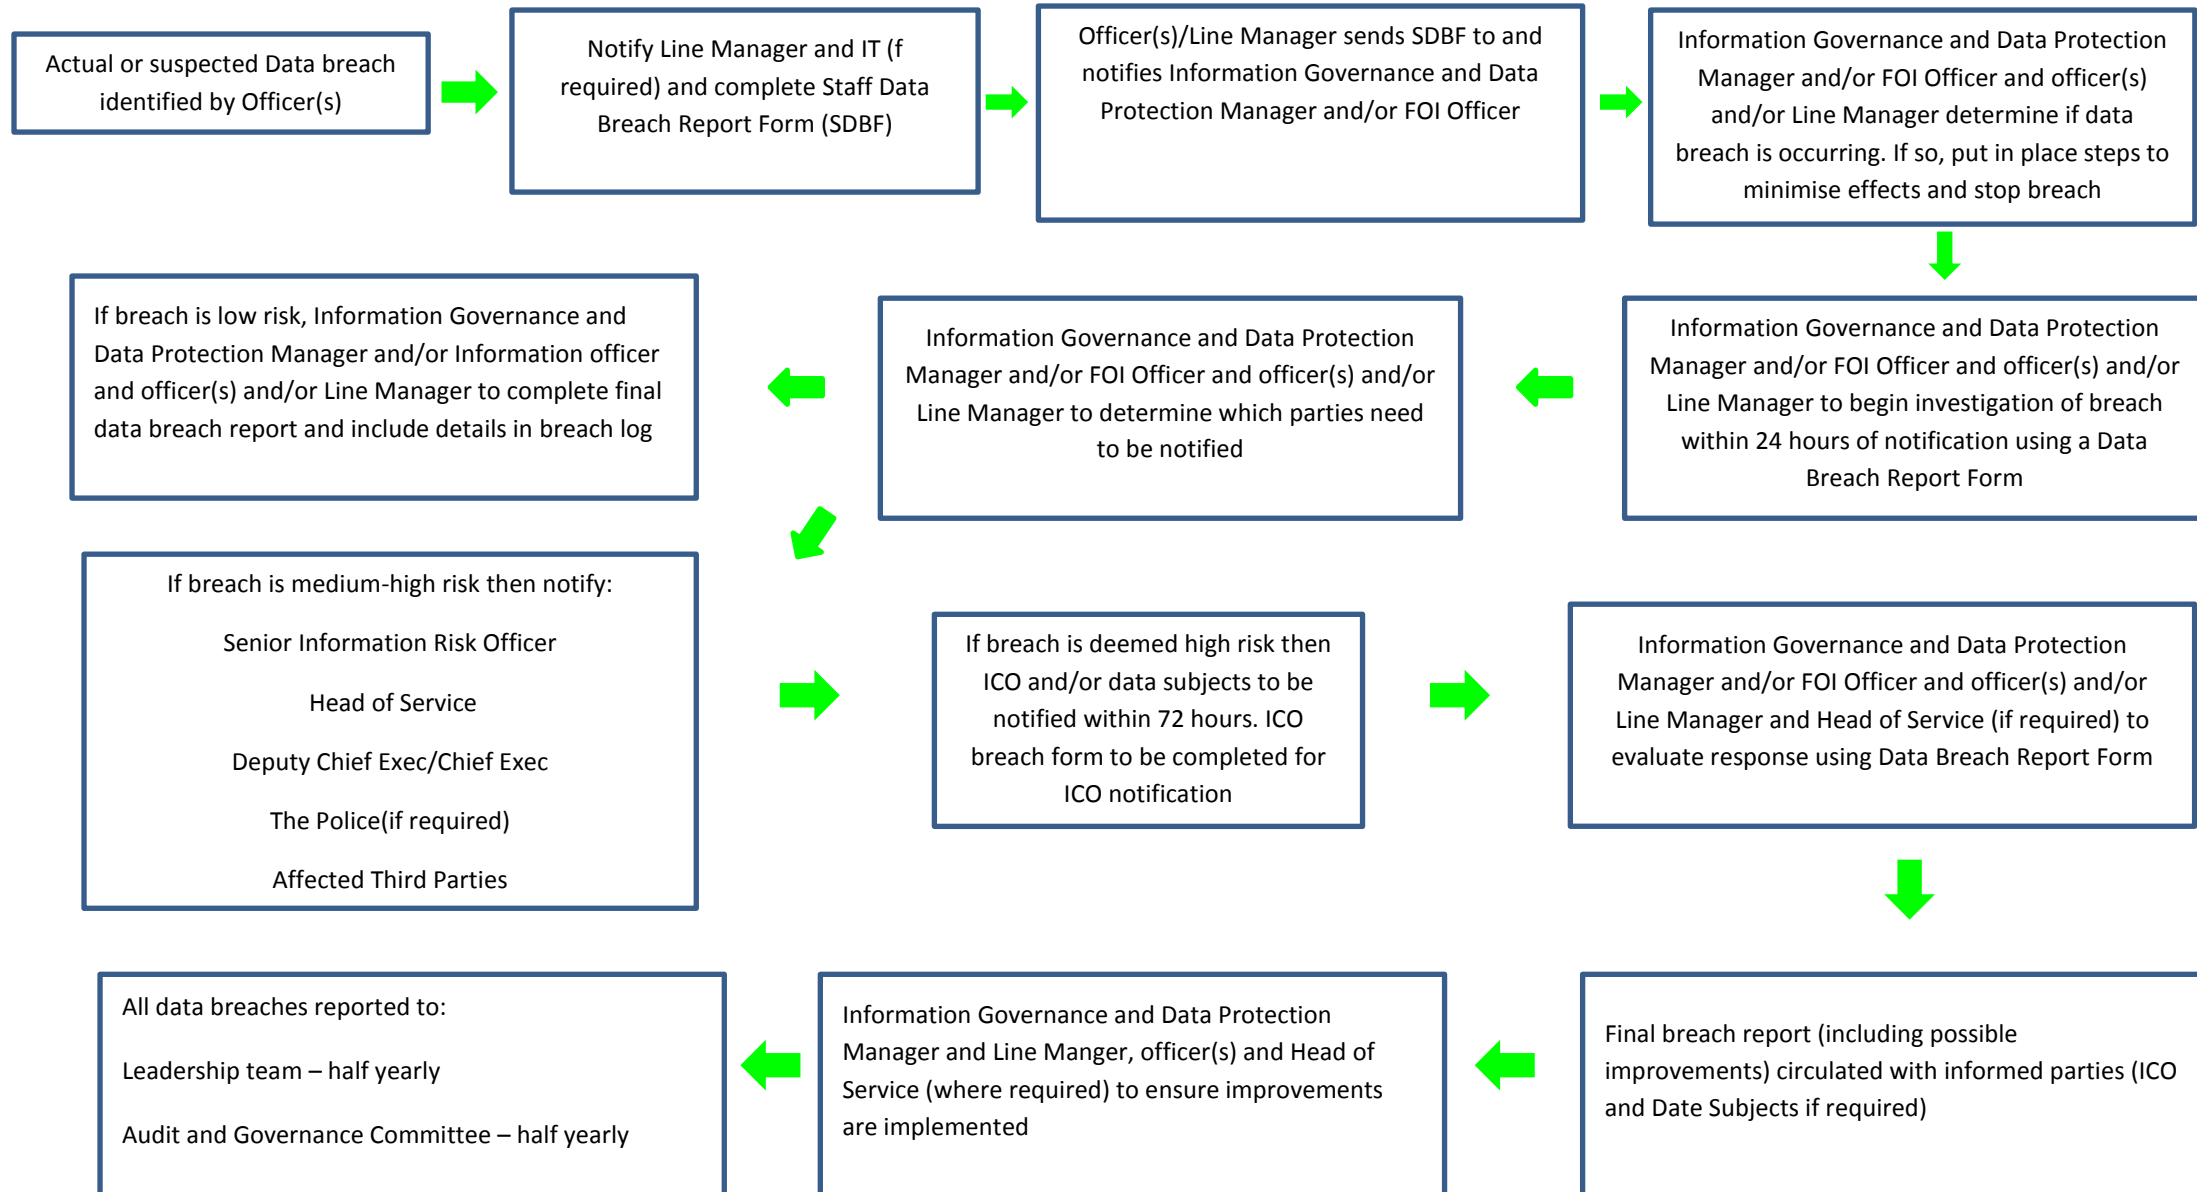 Actual or suspected Data breach
identified by Officer(s)
Notify Line Manager and IT (f
required) and complete Staff Data
Breach Report Form (SDBF)
Officer(s)/Line Manager sends SDBF to and
notifies Information Governance and Data
Protection Manager and/or FOI Officer
Information Governance and Data Protection
Manager and/or FOI Officer and officer(s)
and/or Line Manager determine if data
breach is occurring. If so, put in place steps to
minimise effects and stop breach
Information Governance and Data Protection
Manager and/or FOI Officer and officer(s) and/or
Line Manager to begin investigation of breach
within 24 hours of notification using a Data
Breach Report Form
Information Governance and Data Protection
Manager and/or FOI Officer and officer(s) and/or
Line Manager to determine which parties need
to be notified
If breach is low risk, Information Governance and
Data Protection Manager and/or Information officer
and officer(s) and/or Line Manager to complete final
data breach report and include details in breach log
If breach is medium-high risk then notify:
Senior Information Risk Officer
Head of Service
Deputy Chief Exec/Chief Exec
The Police(if required)
Affected Third Parties
If breach is deemed high risk then
ICO and/or data subjects to be
notified within 72 hours. ICO
breach form to be completed for
ICO notification
Information Governance and Data Protection
Manager and/or FOI Officer and officer(s) and/or
Line Manager and Head of Service (if required) to
evaluate response using Data Breach Report Form
Final breach report (including possible
improvements) circulated with informed parties (ICO
and Date Subjects if required)
Information Governance and Data Protection
Manager and Line Manger, officer(s) and Head of
Service (where required) to ensure improvements
are implemented
All data breaches reported to:
Leadership team – half yearly
Audit and Governance Committee – half yearly